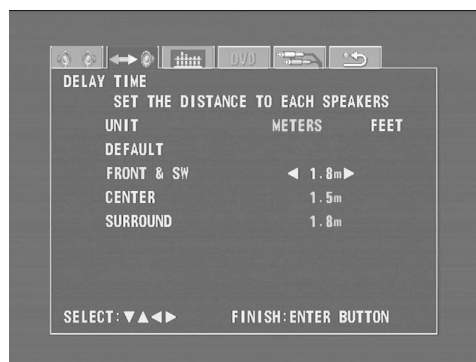 DVD
DELAY TIME
SET THE DISTANCE TO EACH SPEAKERS
UNIT METERS FEET
DEFAULT
FRONT & SW ◀ 1.8m▶
CENTER 1.5m
SURROUND 1.8m
SELECT:▼▲◀▶ FINISH:ENTER BUTTON